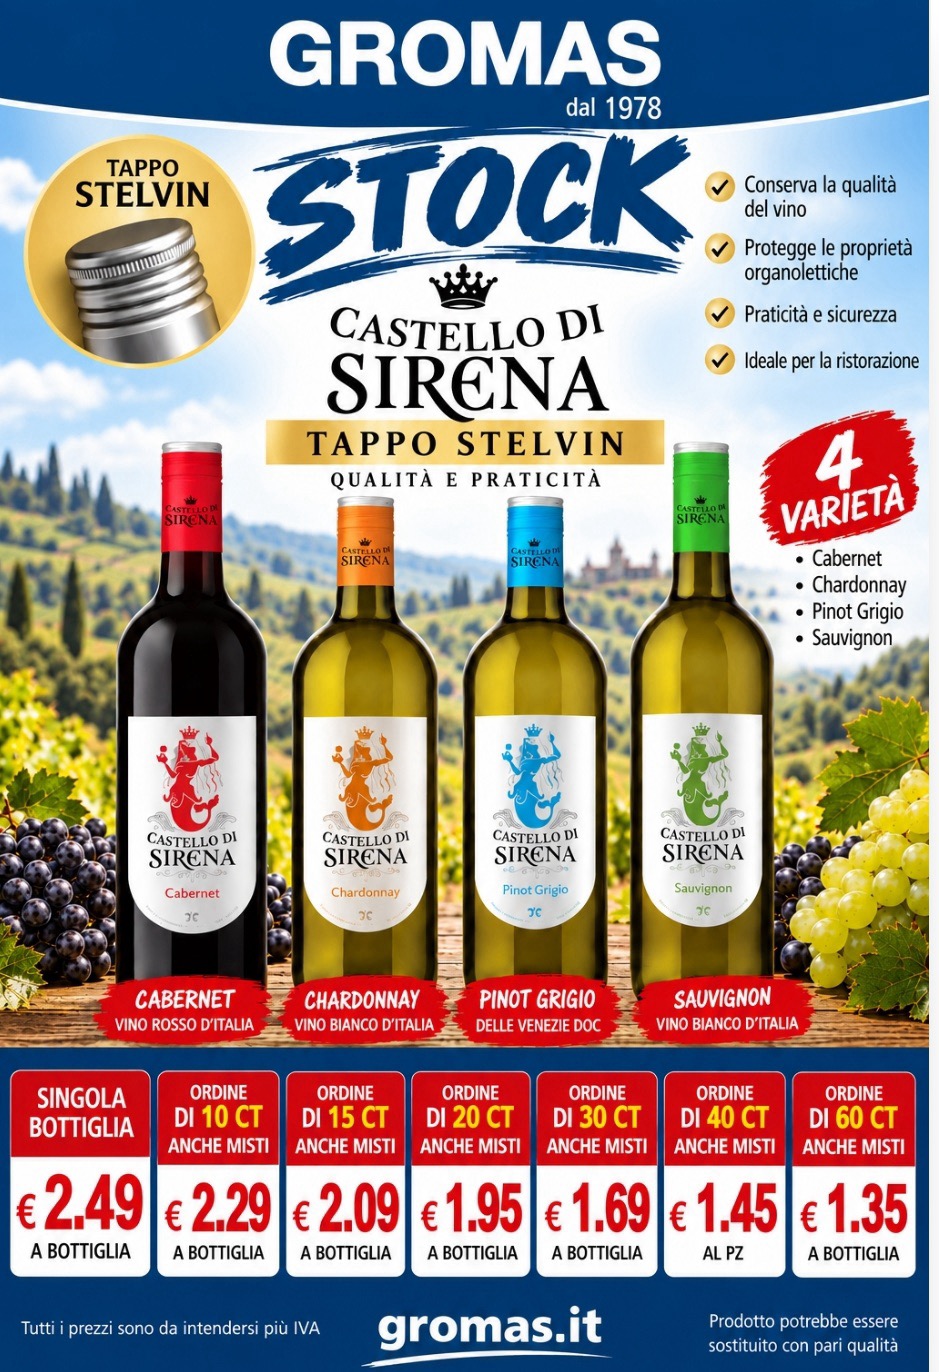 GROMAS
dal 1978
TAPPO
STELVIN
STOCK
Conserva la qualità
del vino
Protegge le proprietà
organolettiche
Praticità e sicurezza
Ideale per la ristorazione
CASTELLO DI
SIRENA
TAPPO STELVIN
QUALITÀ E PRATICITÀ
4
VARIETÀ
• Cabernet
• Chardonnay
• Pinot Grigio
• Sauvignon
CASTELLO DI
SIRENA
CASTELLO DI
SIRENA
CASTELLO DI
SIRENA
CASTELLO DI
SIRENA
CASTELLO DI
SIRENA
Cabernet
CASTELLO DI
SIRENA
Chardonnay
CASTELLO DI
SIRENA
Pinot Grigio
CASTELLO DI
SIRENA
Sauvignon
CABERNET
VINO ROSSO D'ITALIA
CHARDONNAY
VINO BIANCO D'ITALIA
PINOT GRIGIO
DELLE VENEZIE DOC
SAUVIGNON
VINO BIANCO D'ITALIA
SINGOLA
BOTTIGLIA
€ 2.49
A BOTTIGLIA
ORDINE
DI 10 CT
ANCHE MISTI
€ 2.29
A BOTTIGLIA
ORDINE
DI 15 CT
ANCHE MISTI
€ 2.09
A BOTTIGLIA
ORDINE
DI 20 CT
ANCHE MISTI
€ 1.95
A BOTTIGLIA
ORDINE
DI 30 CT
ANCHE MISTI
€ 1.69
A BOTTIGLIA
ORDINE
DI 40 CT
ANCHE MISTI
€ 1.45
AL PZ
ORDINE
DI 60 CT
ANCHE MISTI
€ 1.35
A BOTTIGLIA
Tutti i prezzi sono da intendersi più IVA
gromas.it
Prodotto potrebbe essere
sostituito con pari qualità